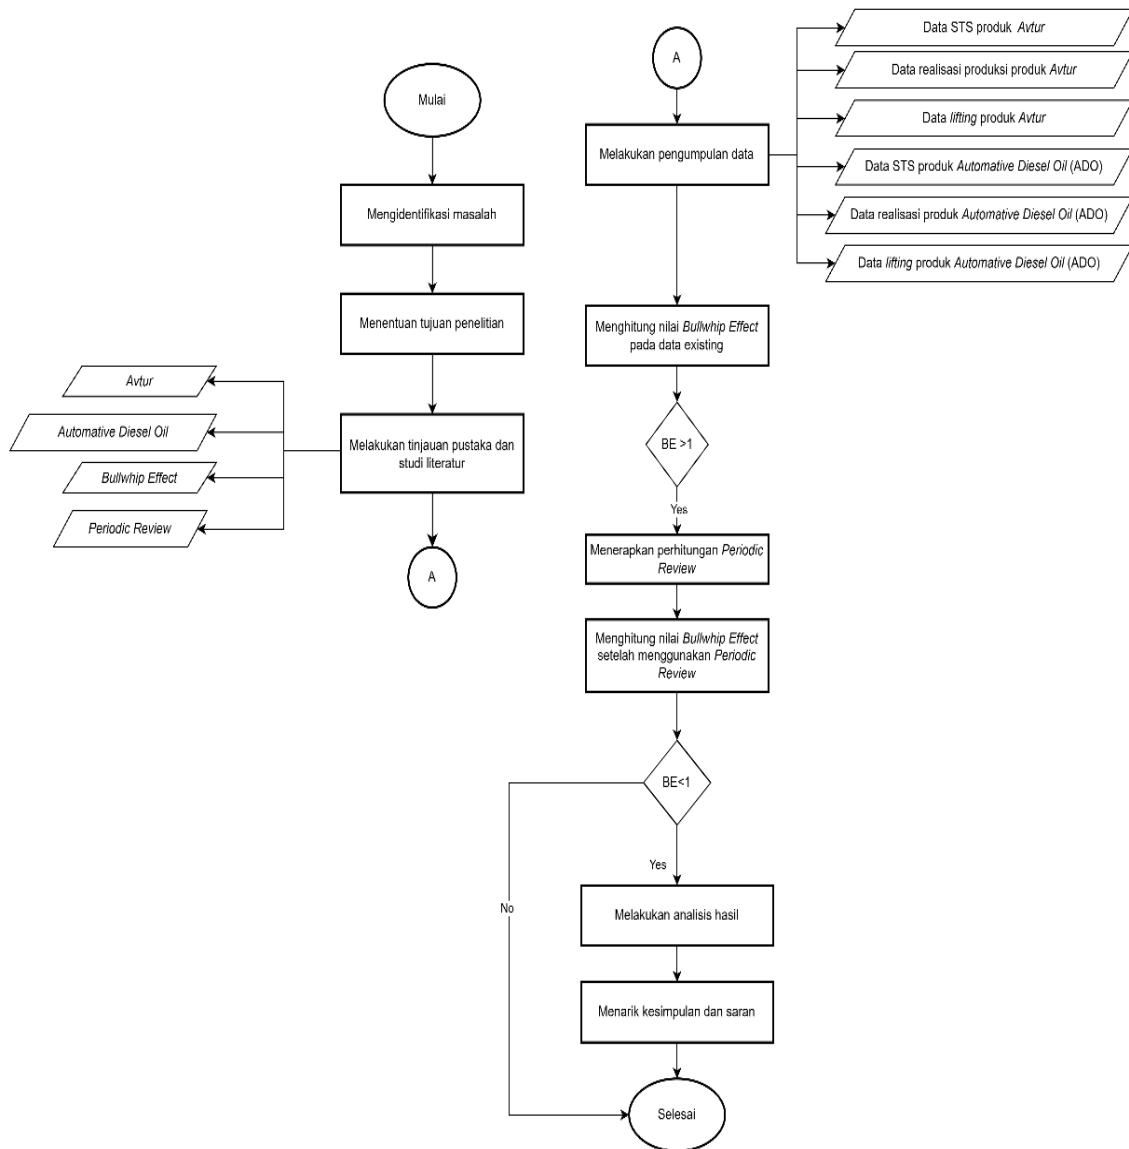 Mulai
Mengidentifikasi masalah
Menentuan tujuan penelitian
Melakukan tinjauan pustaka dan
studi literatur
Avtur
Automative Diesel Oil
Bullwhip Effect
Periodic Review
A
A
Melakukan pengumpulan data
Data STS produk Avtur
Data realisasi produksi produk Avtur
Data lifting produk Avtur
Data STS produk Automative Diesel Oil (ADO)
Data realisasi produk Automative Diesel Oil (ADO)
Data lifting produk Automative Diesel Oil (ADO)
Menghitung nilai Bullwhip Effect
pada data existing
BE >1
Yes
Menerapkan perhitungan Periodic
Review
Menghitung nilai Bullwhip Effect
setelah menggunakan Periodic
Review
BE<1
Yes
No
Melakukan analisis hasil
Menarik kesimpulan dan saran
Selesai